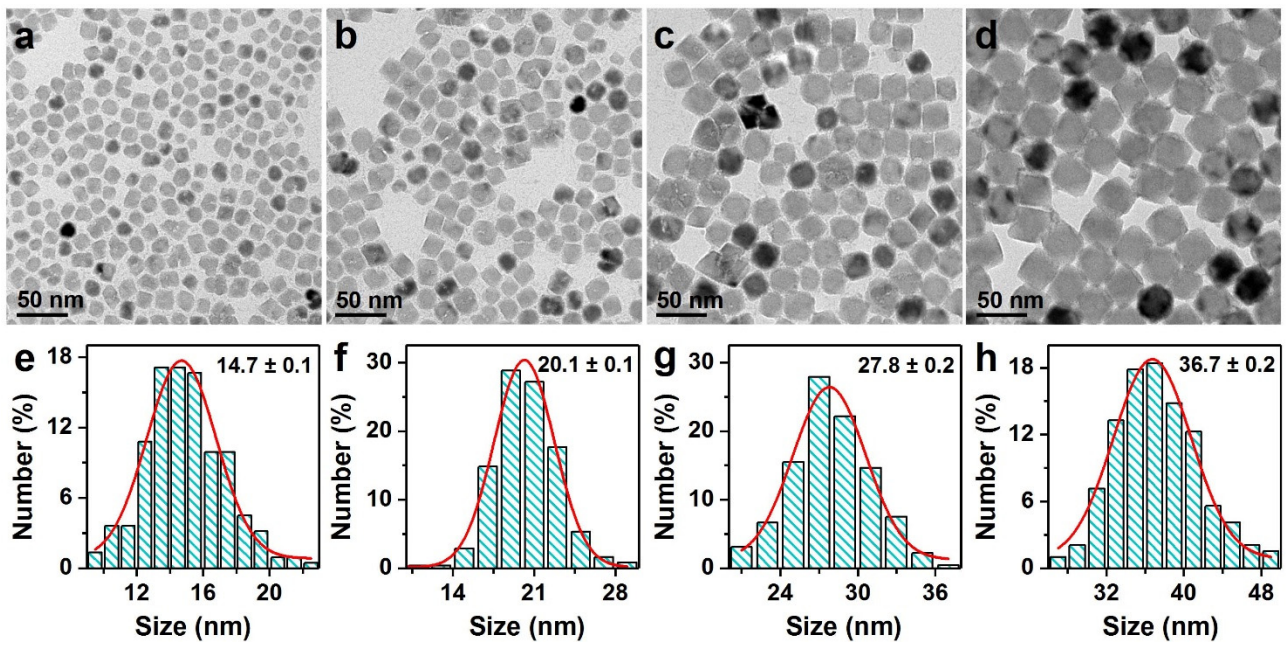 a
b
c
d
50 nm
50 nm
50 nm
50 nm
e
14.7 ± 0.1
18
12
6
0
Number (%)
12
16
20
Size (nm)
f
20.1 ± 0.1
30
20
10
0
Number (%)
14
21
28
Size (nm)
g
27.8 ± 0.2
30
20
10
0
Number (%)
24
30
36
Size (nm)
h
36.7 ± 0.2
18
12
6
0
Number (%)
32
40
48
Size (nm)